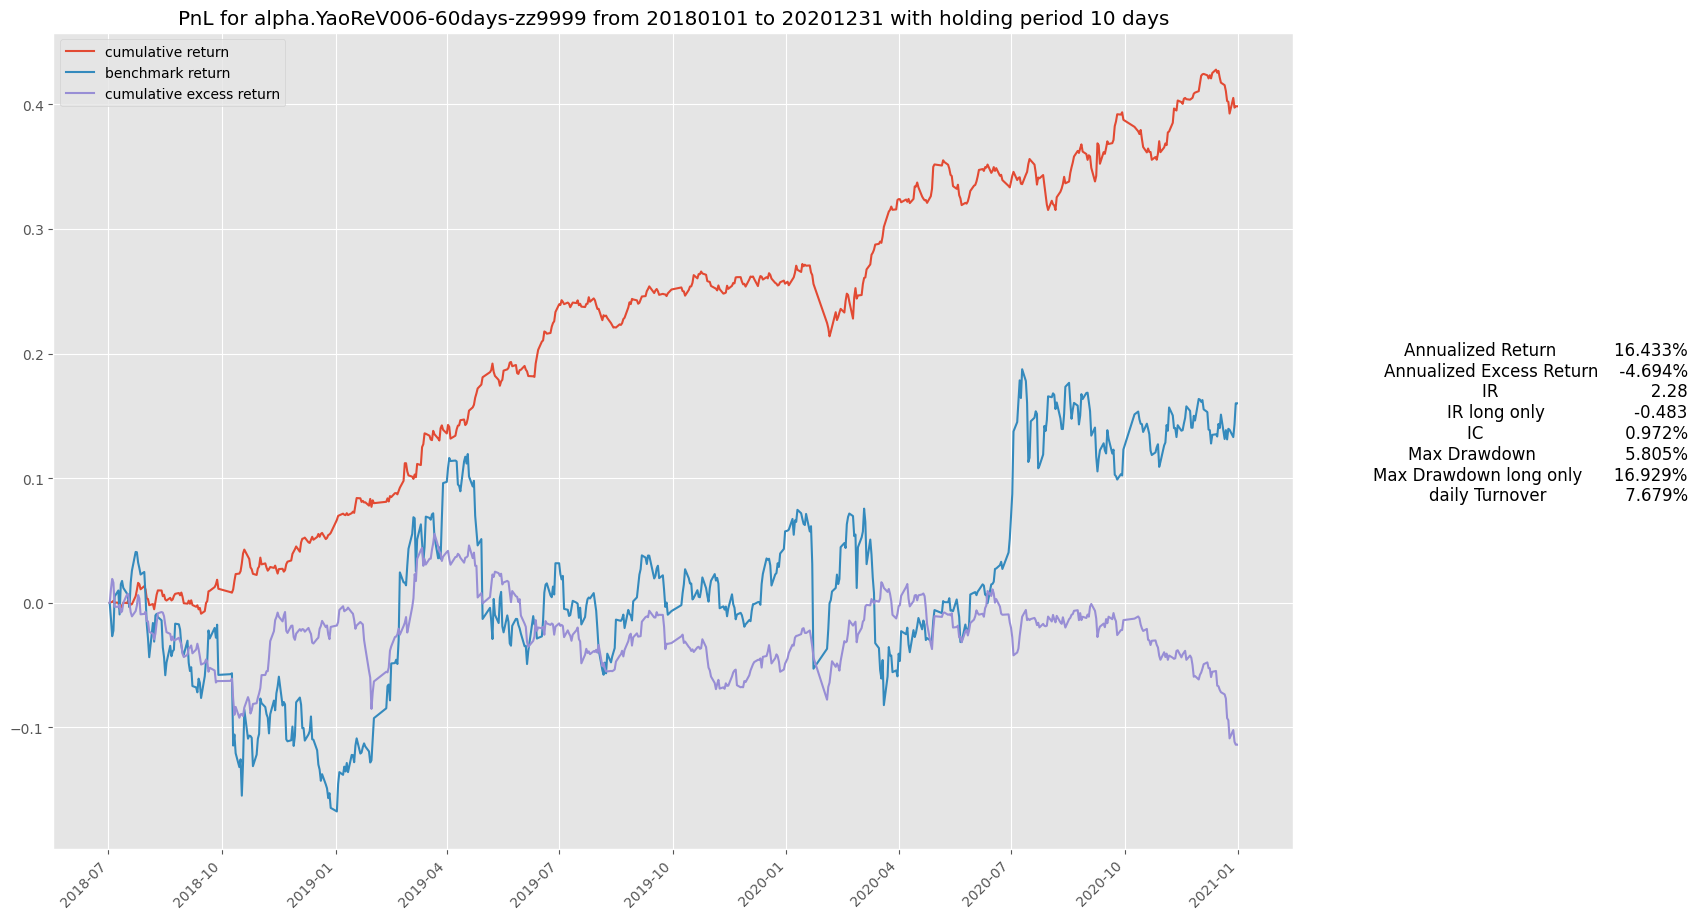 PnL for alpha.YaoReV006-60days-zz9999 from 20180101 to 20201231 with holding period 10 days
cumulative return
benchmark return
cumulative excess return
0.4
0.3
0.2
0.1
0.0
−0.1
Annualized Return 16.433%
Annualized Excess Return -4.694%
IR 2.28
IR long only -0.483
IC 0.972%
Max Drawdown 5.805%
Max Drawdown long only 16.929%
daily Turnover 7.679%
2018-07
2018-10
2019-01
2019-04
2019-07
2019-10
2020-01
2020-04
2020-07
2020-10
2021-01